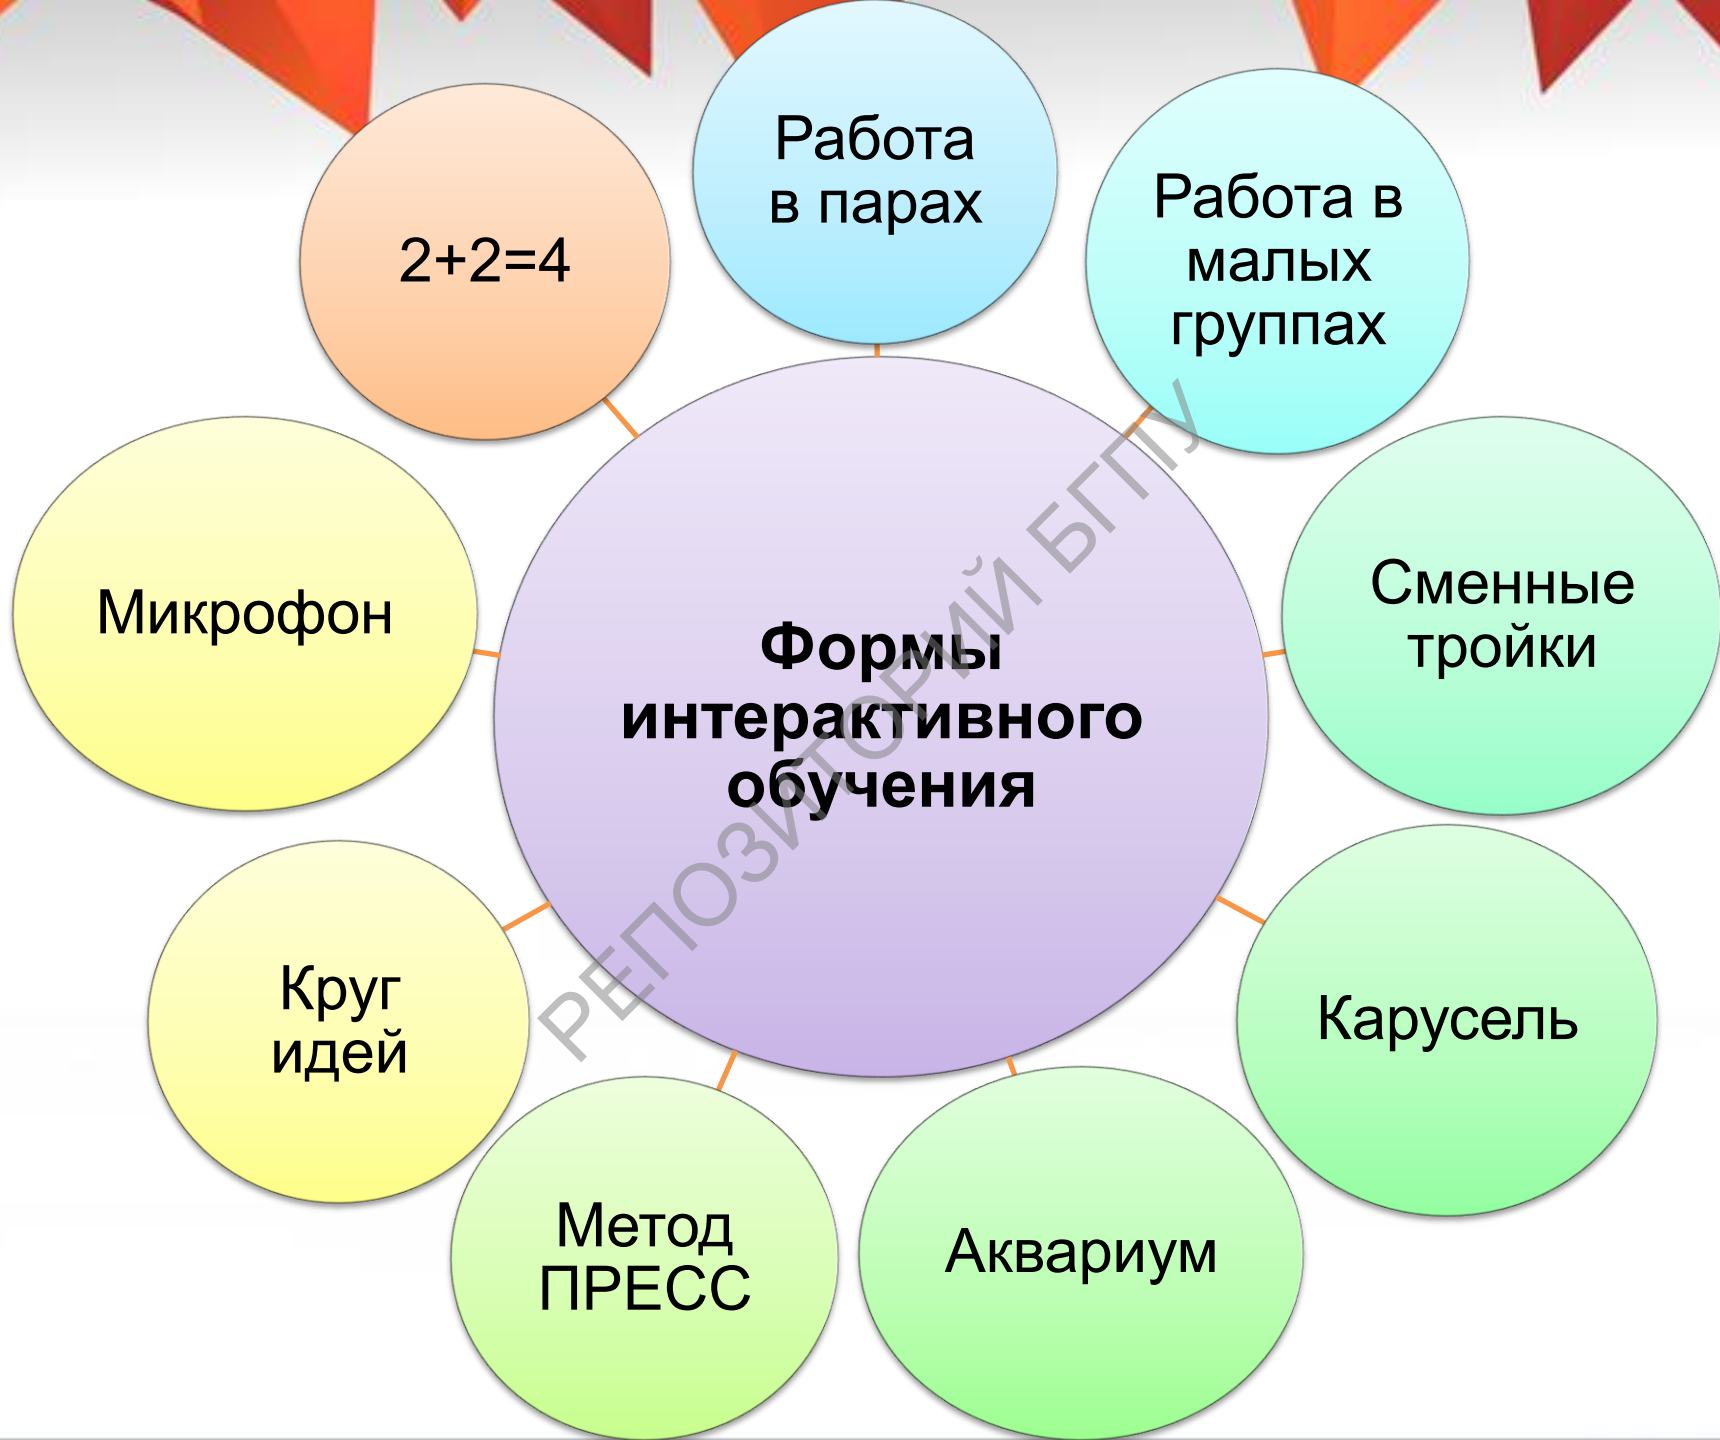 Работа
в парах
Работа в
малых
группах
Сменные
тройки
Карусель
Аквариум
Метод
ПРЕСС
Круг
идей
Микрофон
2+2=4
Формы
интерактивного
обучения
РЕПОЗИТОРИЙ БГПУ